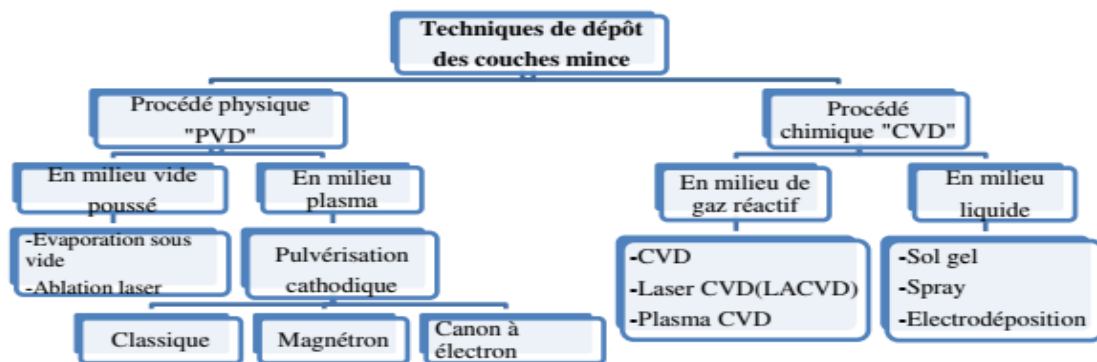 Techniques de dépôt
des couches mince
Procédé physique
"PVD"
Procédé
chimique "CVD"
En milieu vide
poussé
En milieu
plasma
En milieu de
gaz réactif
En milieu
liquide
-Evaporation sous
vide
-Ablation laser
Pulvérisation
cathodique
-CVD
-Laser CVD(LACVD)
-Plasma CVD
-Sol gel
-Spray
-Electrodéposition
Classique
Magnétron
Canon à
électron